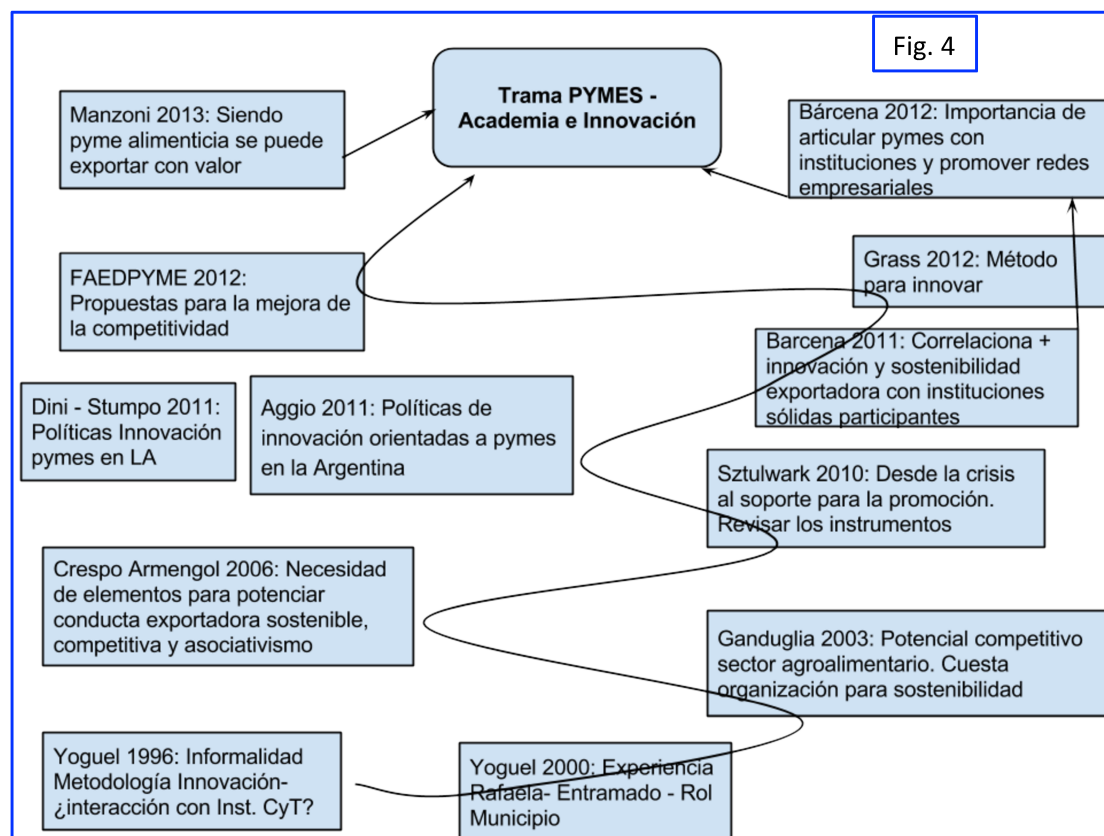 Fig. 4
Trama PYMES -
Academia e Innovación
Manzoni 2013: Siendo
pyme alimenticia se puede
exportar con valor
Bárcena 2012: Importancia de
articular pymes con
instituciones y promover redes
empresariales
FAEDPYME 2012:
Propuestas para la mejora de
la competitividad
Grass 2012: Método
para innovar
Barcena 2011: Correlaciona +
innovación y sostenibilidad
exportadora con instituciones
sólidas participantes
Dini - Stumpo 2011:
Políticas Innovación
pymes en LA
Aggio 2011: Políticas de
innovación orientadas a pymes
en la Argentina
Sztulwark 2010: Desde la crisis
al soporte para la promoción.
Revisar los instrumentos
Crespo Armengol 2006: Necesidad
de elementos para potenciar
conducta exportadora sostenible,
competitiva y asociativismo
Ganduglia 2003: Potencial competitivo
sector agroalimentario. Cuesta
organización para sostenibilidad
Yoguel 1996: Informalidad
Metodología Innovación-
¿interacción con Inst. CyT?
Yoguel 2000: Experiencia
Rafaela- Entramado - Rol
Municipio